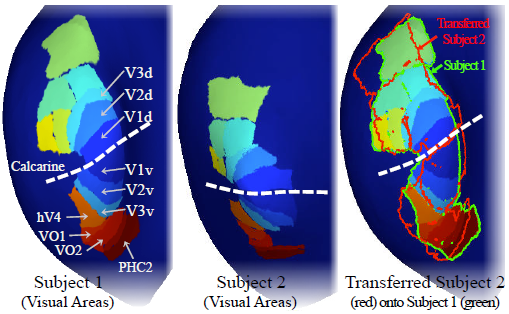 Transferred
Subject 2
Subject 1
V3d
V2d
V1d
Calcarine
V1v
V2v
V3v
hV4
VO1
VO2
PHC2
Subject 1
(Visual Areas)
Subject 2
(Visual Areas)
Transferred Subject 2
(red) onto Subject 1 (green)